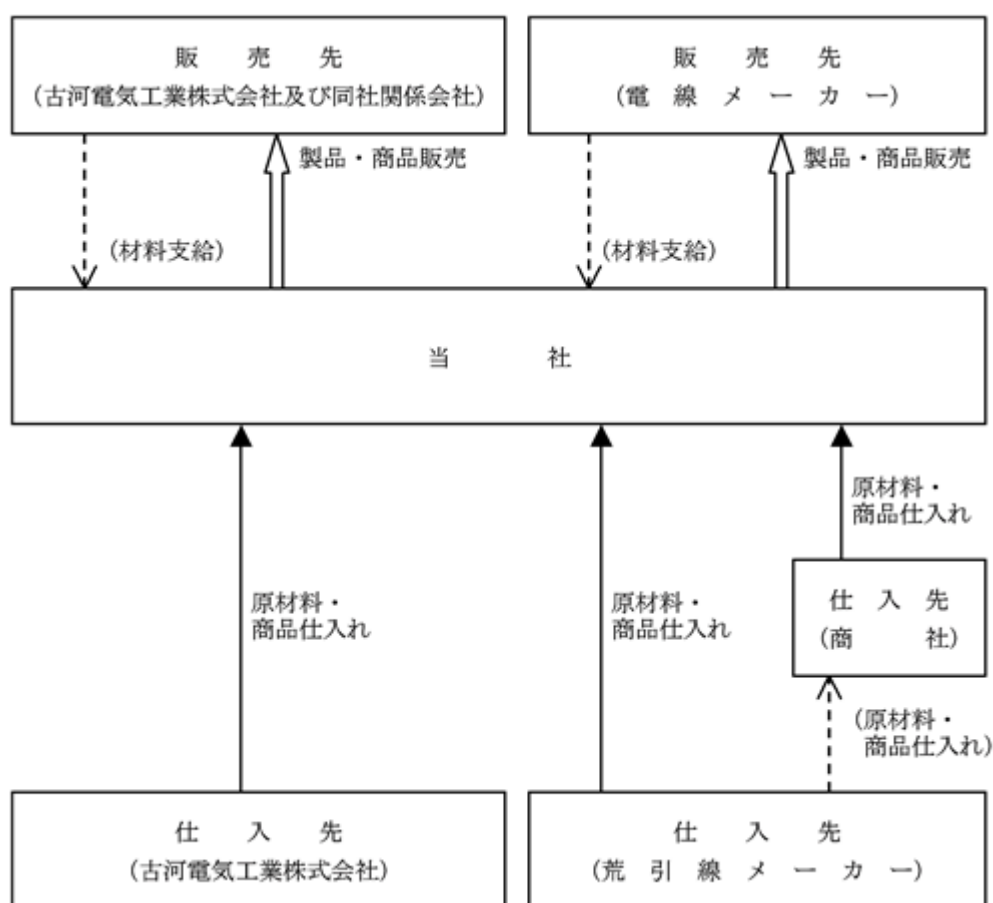 販売先
(古河電気工業株式会社及び同社関係会社)
販売先
(電線メーカー)
製品・商品販売
製品・商品販売
(材料支給)
(材料支給)
当社
原材料・
商品仕入れ
原材料・
商品仕入れ
原材料・
商品仕入れ
仕入先
(商社)
(原材料・
商品仕入れ)
仕入先
(古河電気工業株式会社)
仕入先
(荒引線メーカー)